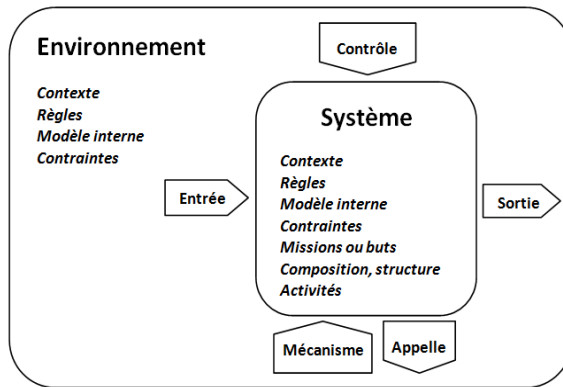 Environnement
Contexte
Règles
Modèle interne
Contraintes
Contrôle
Entrée
Système
Contexte
Règles
Modèle interne
Contraintes
Missions ou buts
Composition, structure
Activités
Sortie
Mécanisme
Appelle